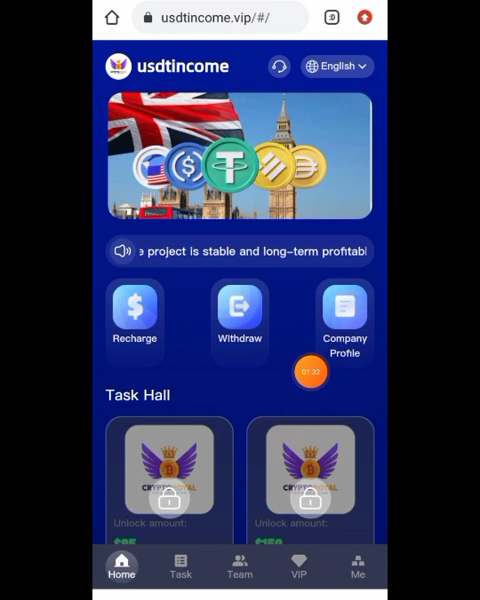 usdtincome.vip/#/
:D
usdtincome
English
e project is stable and long-term profitabl
Recharge
Withdraw
Company
Profile
01:22
Task Hall
Unlock amount:
Unlock amount:
Home
Task
Team
VIP
Me